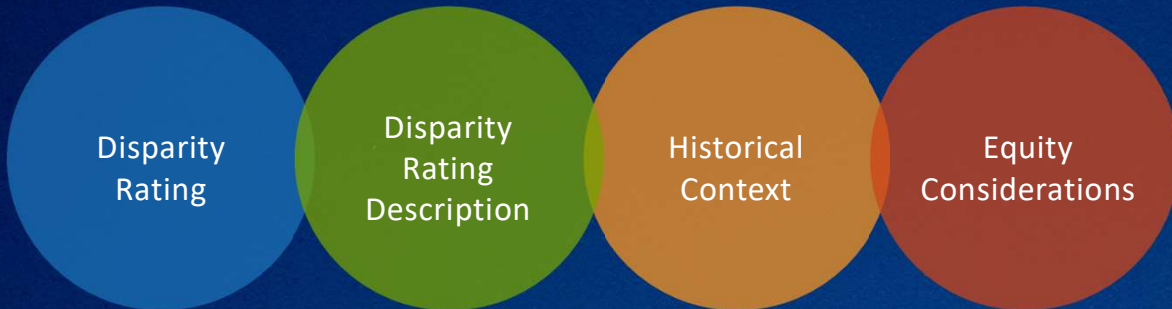 Disparity
Rating
Disparity
Rating
Description
Historical
Context
Equity
Considerations